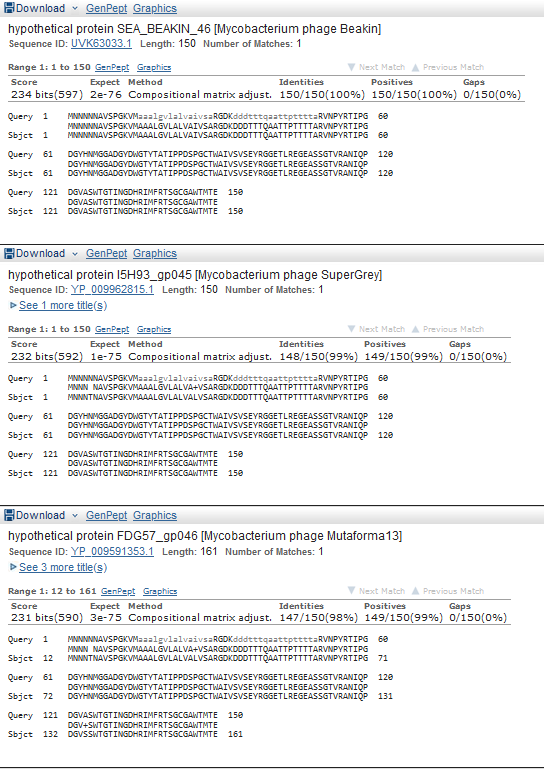 Download GenPept Graphics
hypothetical protein SEA_BEAKIN_46 [Mycobacterium phage Beakin]
Sequence ID: UVK63033.1 Length: 150 Number of Matches: 1
Range 1: 1 to 150 GenPept Graphics Next Match Previous Match
Score Expect Method Identities Positives Gaps
234 bits(597) 2e-76 Compositional matrix adjust. 150/150(100%) 150/150(100%) 0/150(0%)
Query 1 MNNNNNAVSPGKVMaaalgvlalvaivsaRGDKdddtttqaattpttttaRVNPYRTIPG 60
MNNNNNAVSPGKVMAAALGVLALVAIVSARGDKDDDTTTQAATTPTTTTARVNPYRTIPG
Sbjct 1 MNNNNNAVSPGKVMAAALGVLALVAIVSARGDKDDDTTTQAATTPTTTTARVNPYRTIPG 60
Query 61 DGYHNMGGADGYDWGTYTATIPPDSPGCTWAIVSVSEYRGGETLREGEASSGTVRANIQP 120
DGYHNMGGADGYDWGTYTATIPPDSPGCTWAIVSVSEYRGGETLREGEASSGTVRANIQP
Sbjct 61 DGYHNMGGADGYDWGTYTATIPPDSPGCTWAIVSVSEYRGGETLREGEASSGTVRANIQP 120
Query 121 DGVASWTGTINGDHRIMFRTSGCGAWTMTE 150
DGVASWTGTINGDHRIMFRTSGCGAWTMTE
Sbjct 121 DGVASWTGTINGDHRIMFRTSGCGAWTMTE 150
Download GenPept Graphics
hypothetical protein I5H93_gp045 [Mycobacterium phage SuperGrey]
Sequence ID: YP_009962815.1 Length: 150 Number of Matches: 1
See 1 more title(s)
Range 1: 1 to 150 GenPept Graphics Next Match Previous Match
Score Expect Method Identities Positives Gaps
232 bits(592) 1e-75 Compositional matrix adjust. 148/150(99%) 149/150(99%) 0/150(0%)
Query 1 MNNNNNAVSPGKVMaaalgvlalvaivsaRGDKdddtttqaattpttttaRVNPYRTIPG 60
MNNN NAVSPGKVMAAALGVLALVA+VSARGDKDDDTTTQAATTPTTTTARVNPYRTIPG
Sbjct 1 MNNNTNAVSPGKVMAAALGVLALVALVSARGDKDDDTTTQAATTPTTTTARVNPYRTIPG 60
Query 61 DGYHNMGGADGYDWGTYTATIPPDSPGCTWAIVSVSEYRGGETLREGEASSGTVRANIQP 120
DGYHNMGGADGYDWGTYTATIPPDSPGCTWAIVSVSEYRGGETLREGEASSGTVRANIQP
Sbjct 61 DGYHNMGGADGYDWGTYTATIPPDSPGCTWAIVSVSEYRGGETLREGEASSGTVRANIQP 120
Query 121 DGVASWTGTINGDHRIMFRTSGCGAWTMTE 150
DGVASWTGTINGDHRIMFRTSGCGAWTMTE
Sbjct 121 DGVASWTGTINGDHRIMFRTSGCGAWTMTE 150
Download GenPept Graphics
hypothetical protein FDG57_gp046 [Mycobacterium phage Mutaforma13]
Sequence ID: YP_009591353.1 Length: 161 Number of Matches: 1
See 3 more title(s)
Range 1: 12 to 161 GenPept Graphics Next Match Previous Match
Score Expect Method Identities Positives Gaps
231 bits(590) 3e-75 Compositional matrix adjust. 147/150(98%) 149/150(99%) 0/150(0%)
Query 1 MNNNNNAVSPGKVMaaalgvlalvaivsaRGDKdddtttqaattpttttaRVNPYRTIPG 60
MNNN NAVSPGKVMAAALGVLALVA+VSARGDKDDDTTTQAATTPTTTTARVNPYRTIPG
Sbjct 12 MNNNTNAVSPGKVMAAALGVLALVALVSARGDKDDDTTTQAATTPTTTTARVNPYRTIPG 71
Query 61 DGYHNMGGADGYDWGTYTATIPPDSPGCTWAIVSVSEYRGGETLREGEASSGTVRANIQP 120
DGYHNMGGADGYDWGTYTATIPPDSPGCTWAIVSVSEYRGGETLREGEASSGTVRANIQP
Sbjct 72 DGYHNMGGADGYDWGTYTATIPPDSPGCTWAIVSVSEYRGGETLREGEASSGTVRANIQP 131
Query 121 DGVASWTGTINGDHRIMFRTSGCGAWTMTE 150
DGV+SWTGTINGDHRIMFRTSGCGAWTMTE
Sbjct 132 DGVSSWTGTINGDHRIMFRTSGCGAWTMTE 161